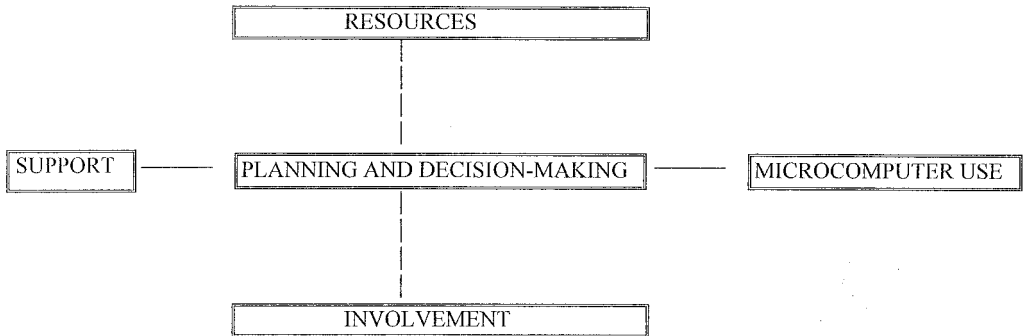 RESOURCES
SUPPORT
PLANNING AND DECISION-MAKING
MICROCOMPUTER USE
INVOLVEMENT